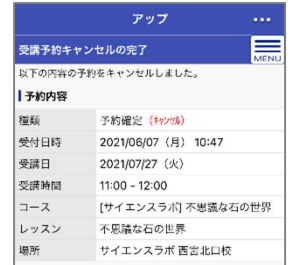 アップ
受講予約キャンセルの完了
MENU
以下の内容の予約をキャンセルしました。
予約内容
種類 予約確定（ｷｬﾝｾﾙ）
受付日時 2021/06/07（月） 10:47
受講日 2021/07/27（火）
受講時間 11:00 - 12:00
コース [サイエンスラボ] 不思議な石の世界
レッスン 不思議な石の世界
場所 サイエンスラボ 西宮北口校